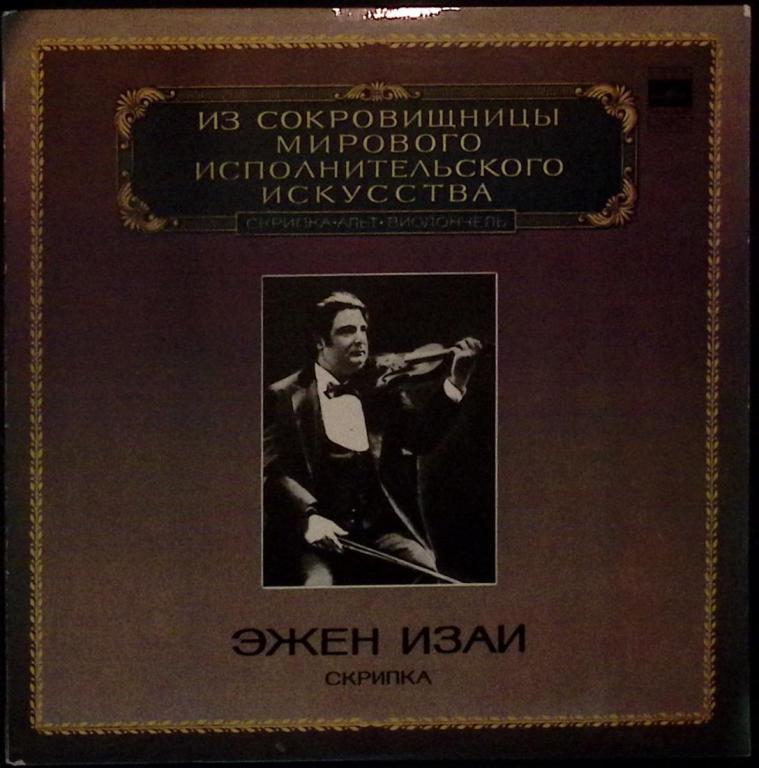 ИЗ СОКРОВИЩНИЦЫ
МИРОВОГО
ИСПОЛНИТЕЛЬСКОГО
ИСКУССТВА
СКРИПКА•АЛЬТ•ВИОЛОНЧЕЛЬ
ЭЖЕН ИЗАИ
СКРИПКА